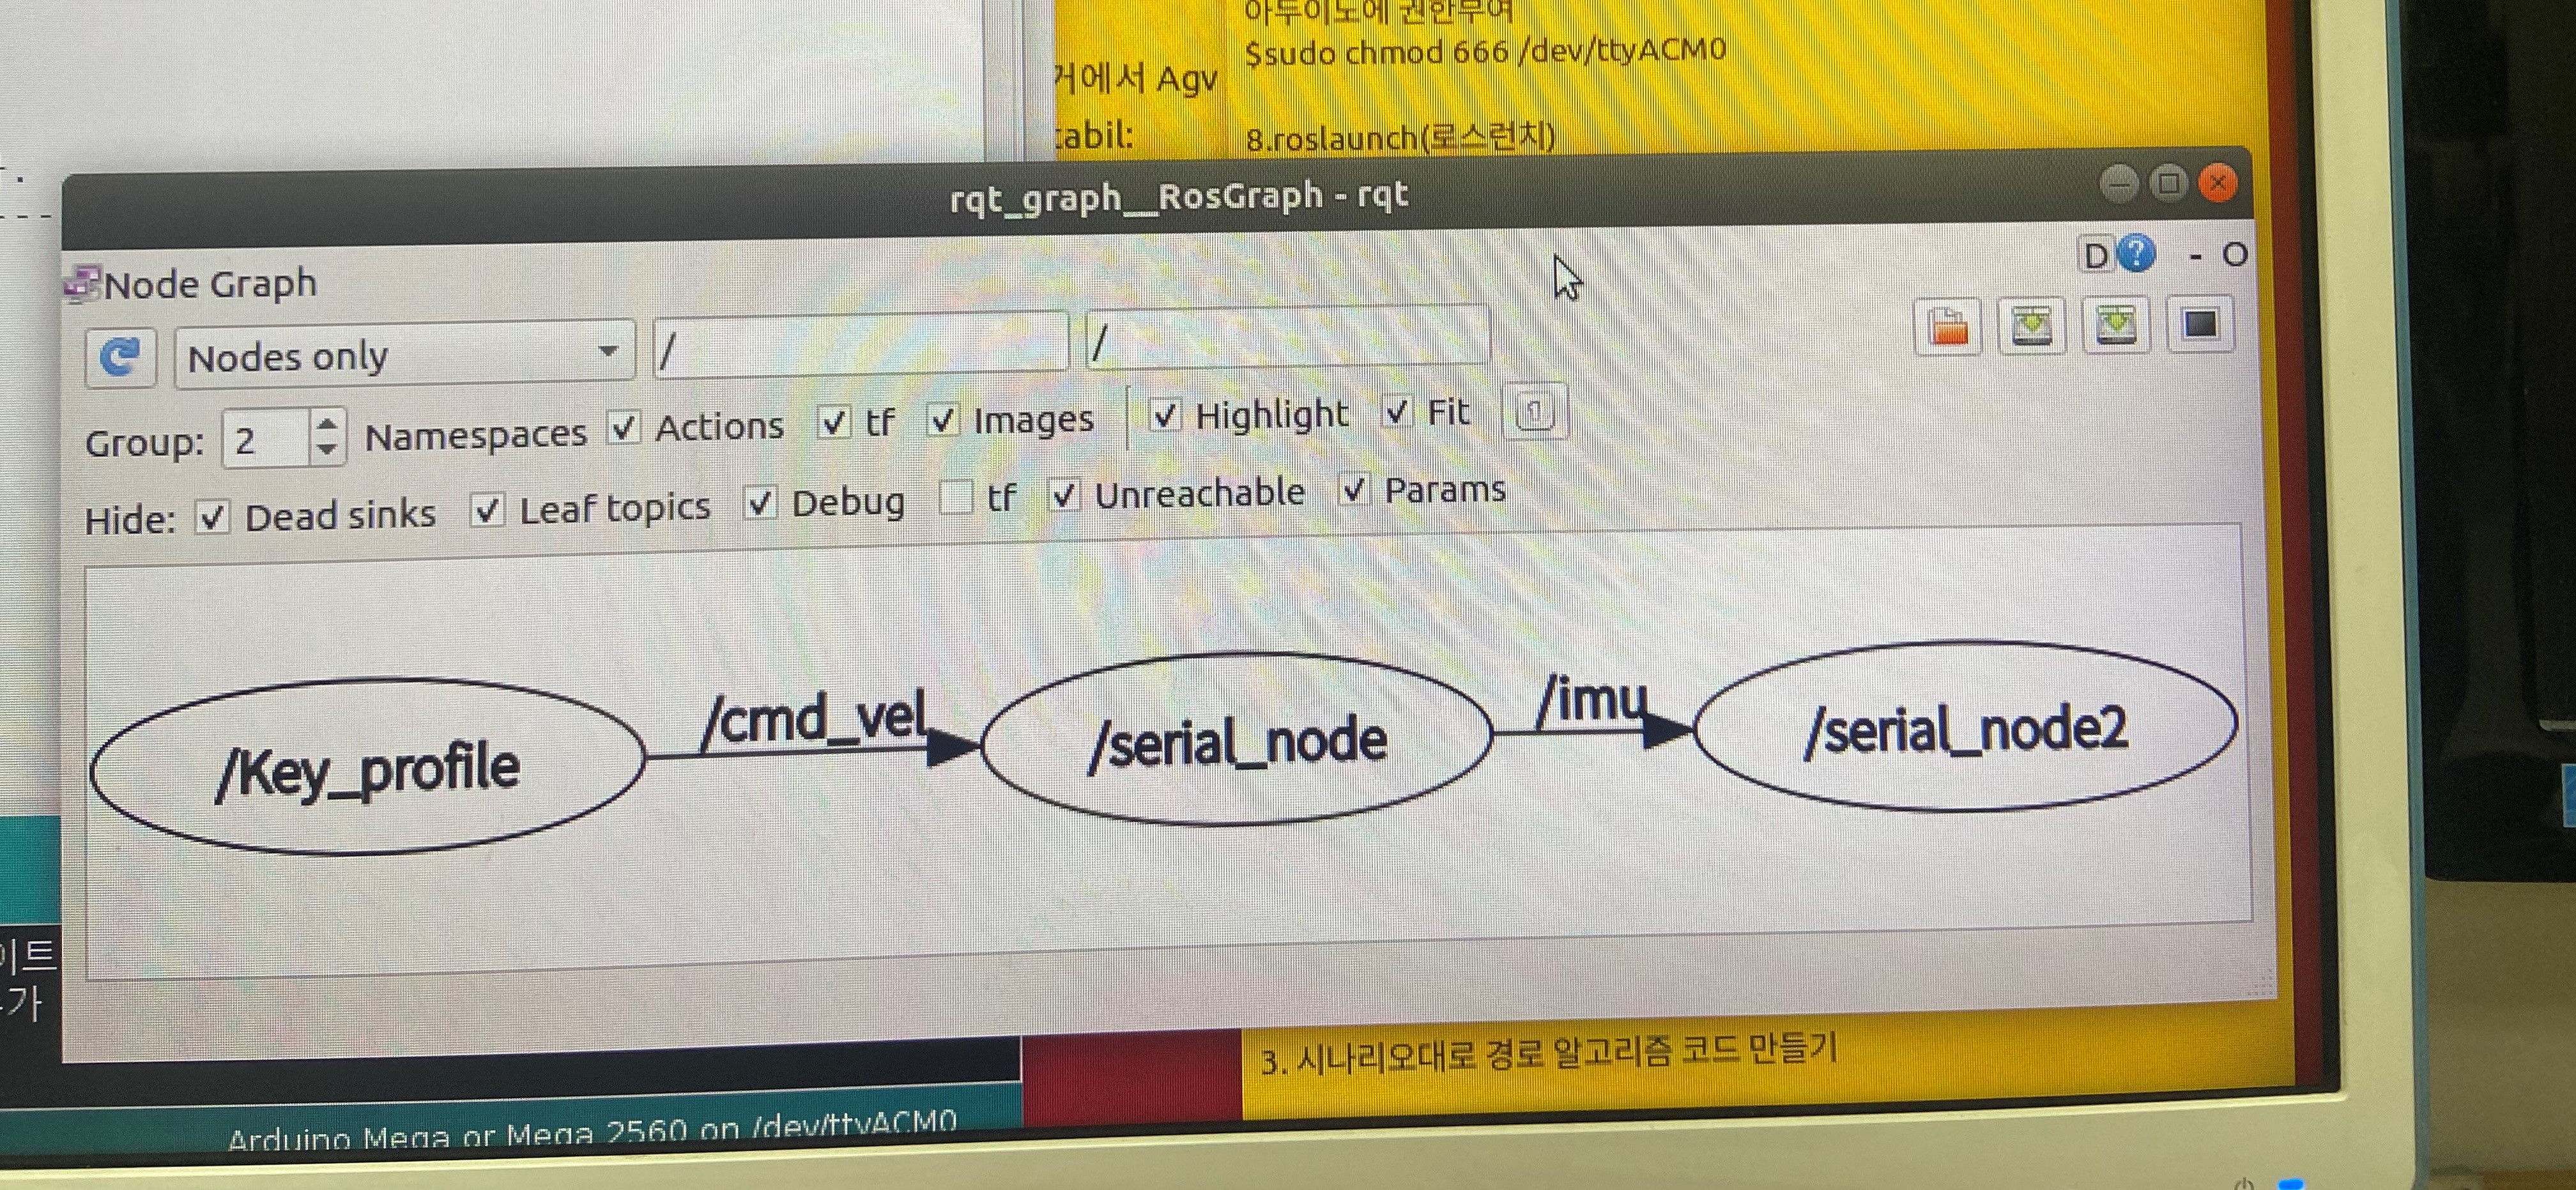 아두이노에 권한부여
$sudo chmod 666 /dev/ttyACM0
거에서 Agv
tabil:
8.roslaunch(로스런치)
rqt_graph__RosGraph - rqt
Node Graph
D ? - O
Nodes only / /
Group: 2 Namespaces Actions tf Images Highlight Fit
Hide: Dead sinks Leaf topics Debug tf Unreachable Params
/Key_profile /cmd_vel /serial_node /imu /serial_node2
이트
가
3. 시나리오대로 경로 알고리즘 코드 만들기
Arduino Mega or Mega 2560 on /dev/ttyACM0